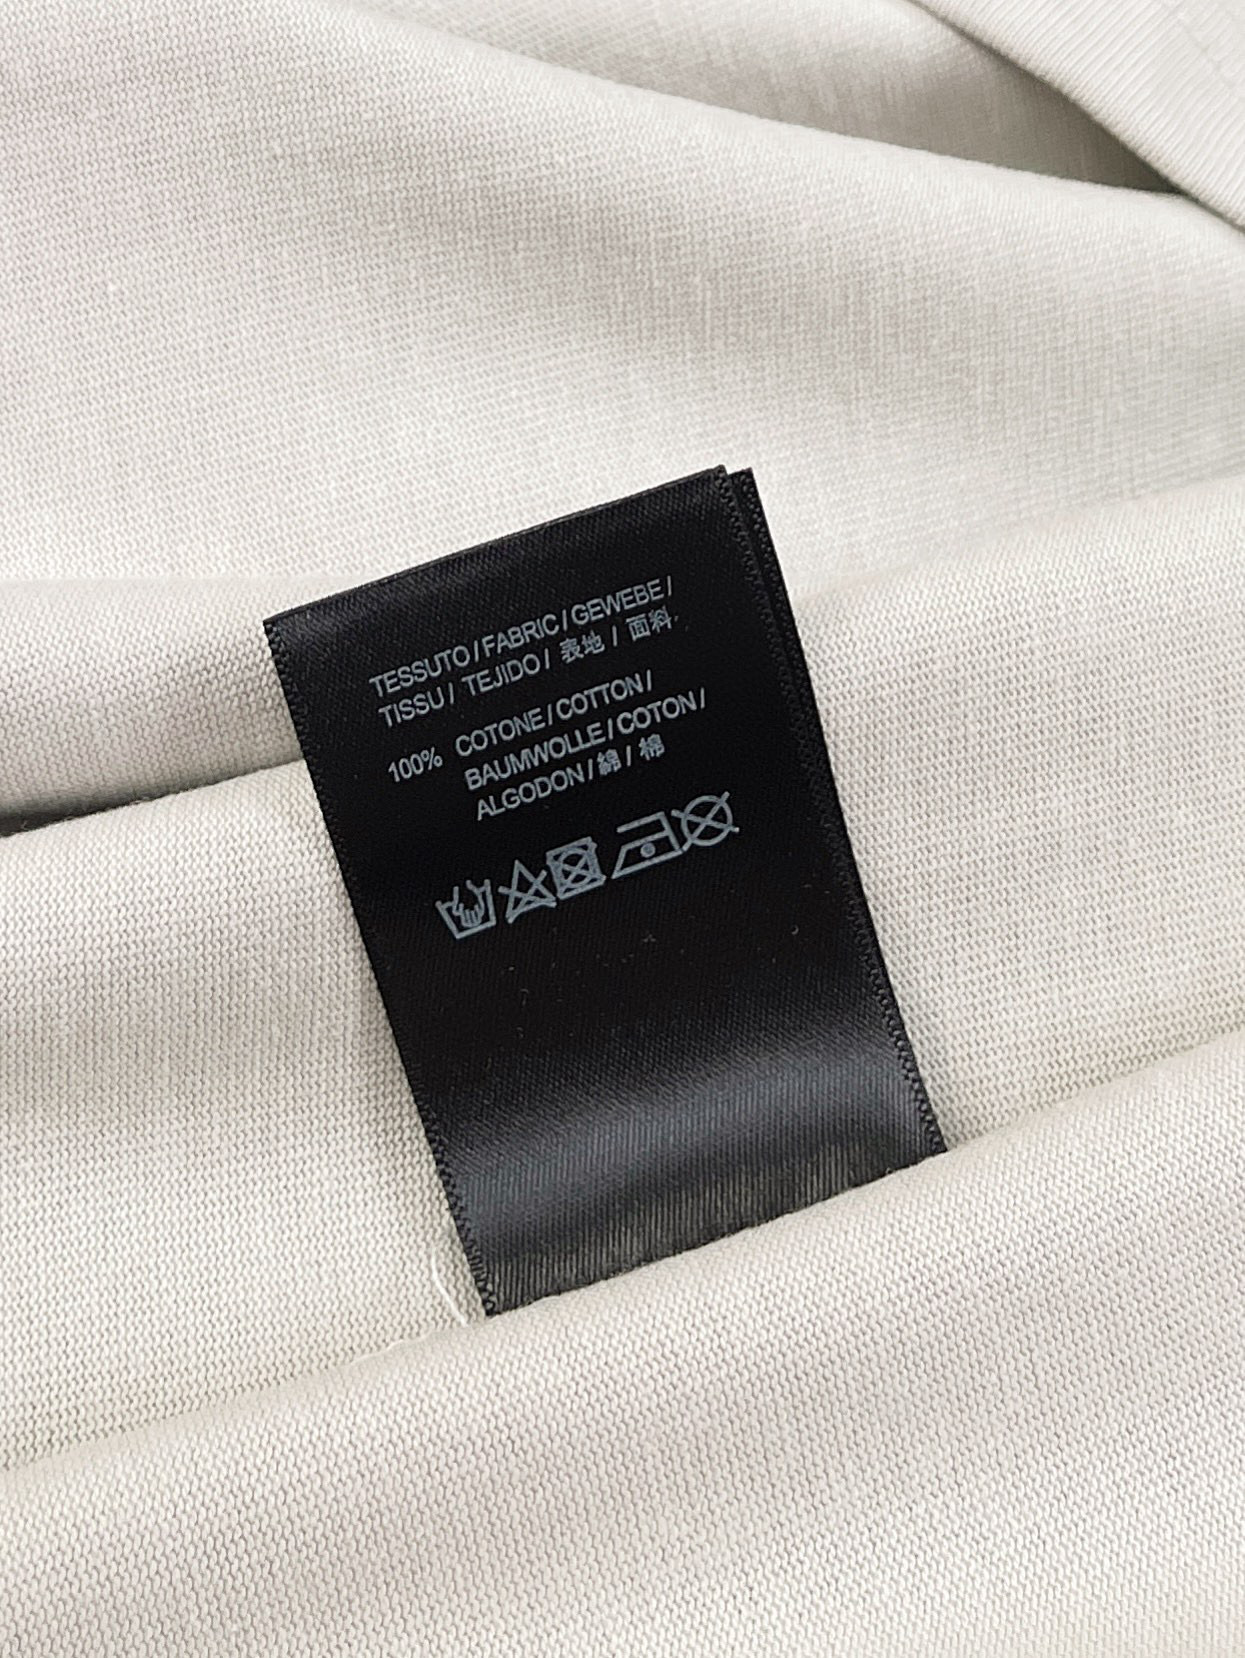 TESSUTO / FABRIC / GEWEBE /
TISSU / TEJIDO / 表地 / 面料
100% COTONE / COTTON /
BAUMWOLLE / COTON /
ALGODON / 綿 / 棉